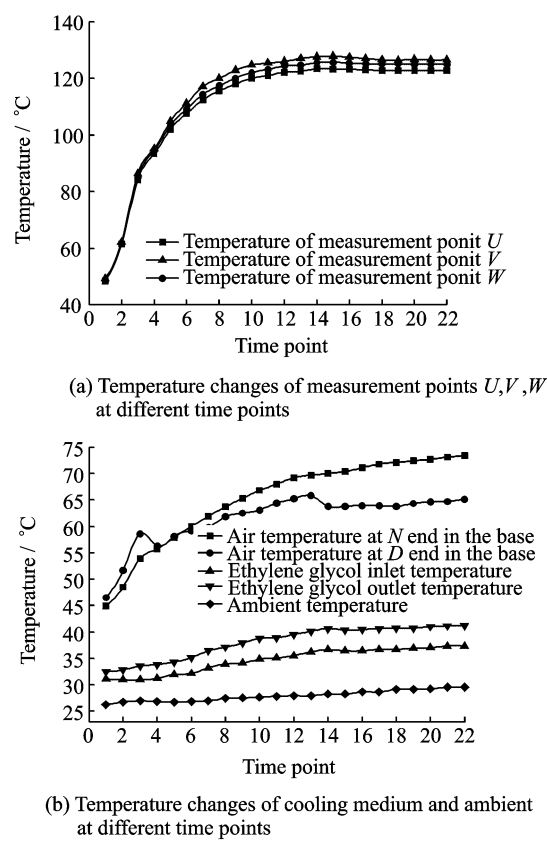 140
120
100
80
60
40
Temperature / °C
Temperature of measurement ponit U
Temperature of measurement ponit V
Temperature of measurement ponit W
0 2 4 6 8 10 12 14 16 18 20 22
Time point
(a) Temperature changes of measurement points U,V ,W
at different time points
75
70
65
60
55
50
45
40
35
30
25
Temperature / °C
Air temperature at N end in the base
Air temperature at D end in the base
Ethylene glycol inlet temperature
Ethylene glycol outlet temperature
Ambient temperature
0 2 4 6 8 10 12 14 16 18 20 22
Time point
(b) Temperature changes of cooling medium and ambient
at different time points